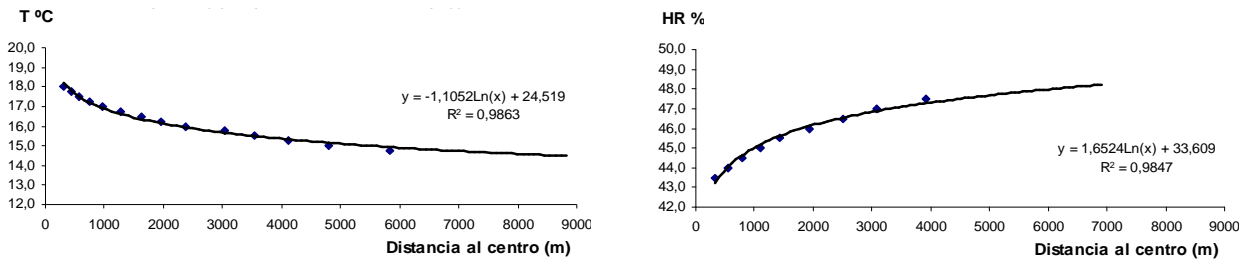 T ºC
20,0
19,0
18,0
17,0
16,0
15,0
14,0
13,0
12,0
y = -1,1052Ln(x) + 24,519
R² = 0,9863
0 1000 2000 3000 4000 5000 6000 7000 8000 9000
Distancia al centro (m)
HR %
50,0
49,0
48,0
47,0
46,0
45,0
44,0
43,0
42,0
y = 1,6524Ln(x) + 33,609
R² = 0,9847
0 1000 2000 3000 4000 5000 6000 7000 8000 9000
Distancia al centro (m)